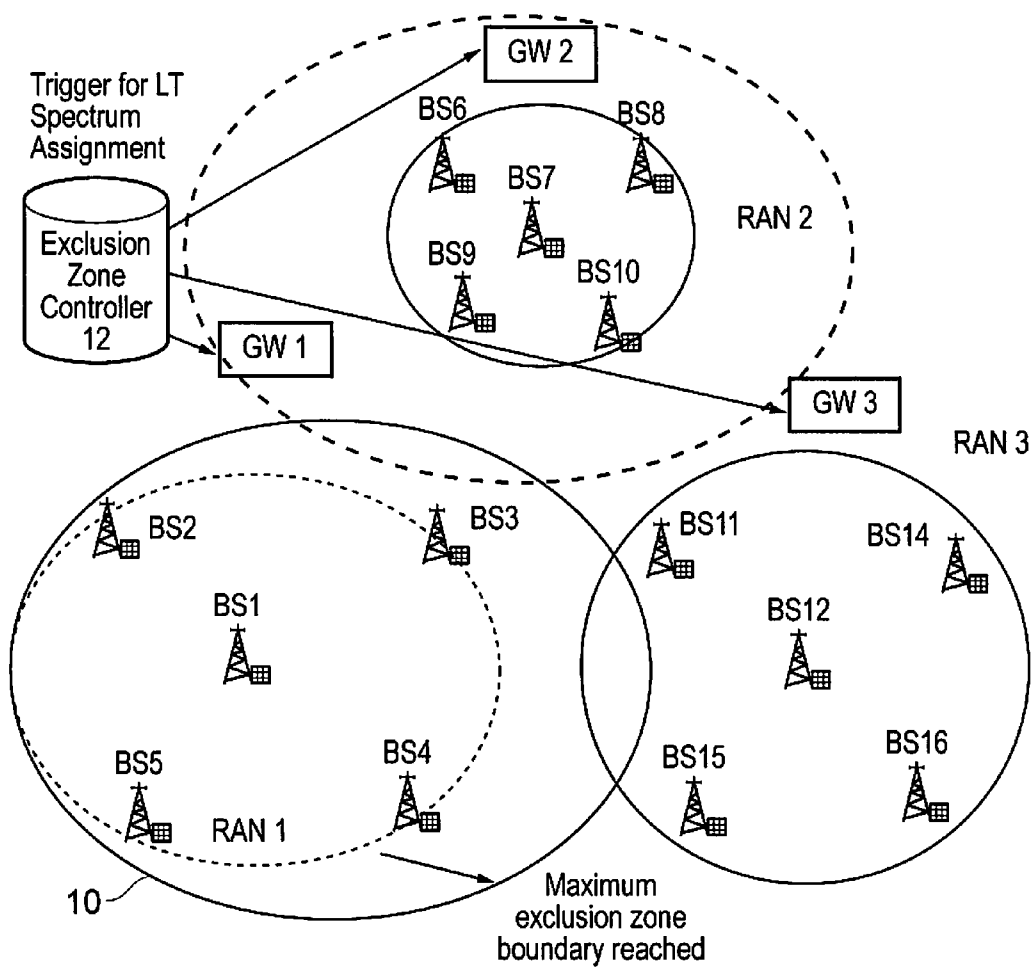 GW 2
Trigger for LT
Spectrum
Assignment
BS6
BS8
BS7
RAN 2
Exclusion
Zone
Controller
12
BS9
BS10
GW 1
GW 3
RAN 3
BS2
BS3
BS11
BS14
BS1
BS12
BS5
BS4
BS15
BS16
RAN 1
10
Maximum
exclusion zone
boundary reached